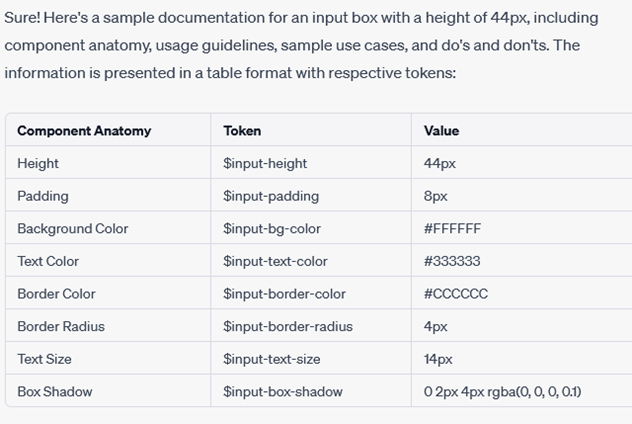 Sure! Here's a sample documentation for an input box with a height of 44px, including
component anatomy, usage guidelines, sample use cases, and do's and don'ts. The
information is presented in a table format with respective tokens:
Component Anatomy Token Value
Height $input-height 44px
Padding $input-padding 8px
Background Color $input-bg-color #FFFFFF
Text Color $input-text-color #333333
Border Color $input-border-color #CCCCCC
Border Radius $input-border-radius 4px
Text Size $input-text-size 14px
Box Shadow $input-box-shadow 0 2px 4px rgba(0, 0, 0, 0.1)